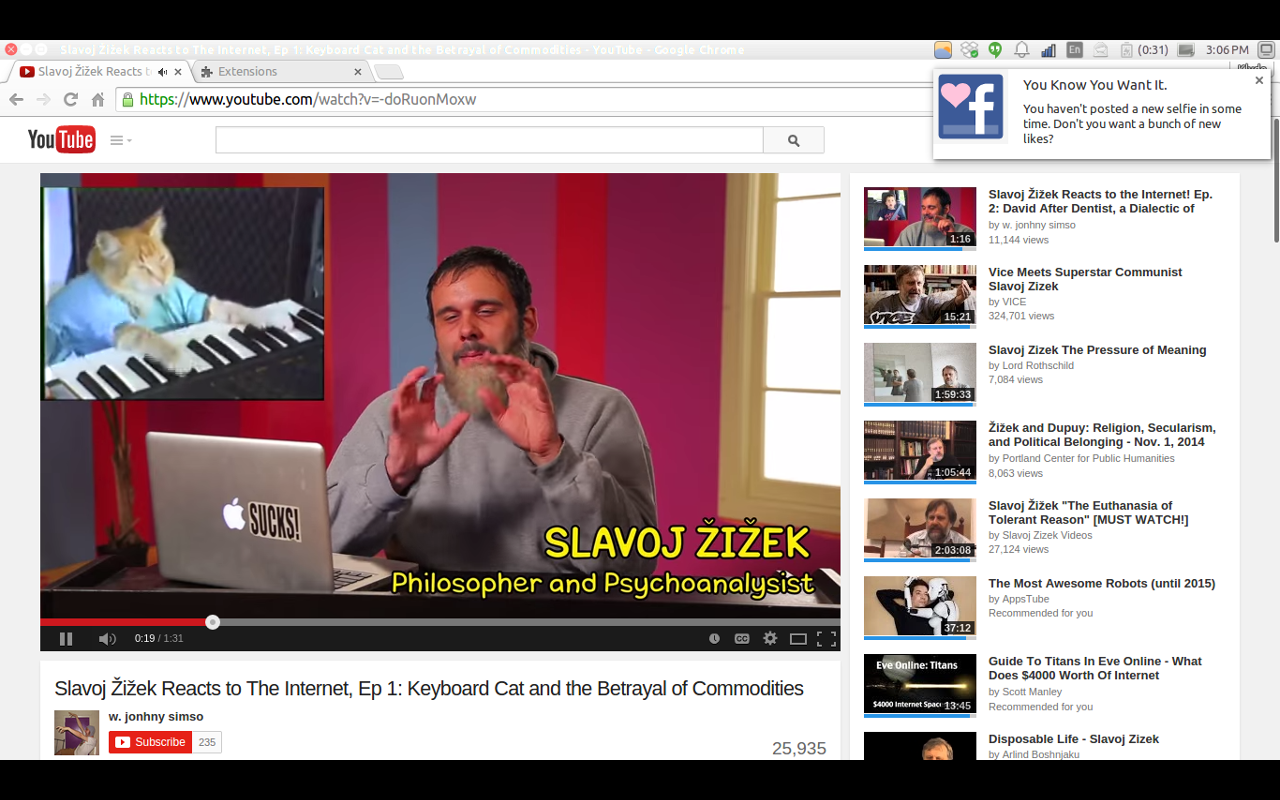 Slavoj Žižek Reacts to The Internet, Ep 1: Keyboard Cat and the Betrayal of Commodities - YouTube - Google Chrome
En
(0:31)
3:06 PM
Slavoj Žižek Reacts t
Extensions
https://www.youtube.com/watch?v=-doRuonMoxw
You Know You Want It.
You haven't posted a new selfie in some
time. Don't you want a bunch of new
likes?
YouTube
SUCKS!
SLAVOJ ŽIŽEK
Philosopher and Psychoanalysist
0:19 / 1:31
CC
Slavoj Žižek Reacts to The Internet, Ep 1: Keyboard Cat and the Betrayal of Commodities
w. jonhny simso
Subscribe 235
25,935
Slavoj Žižek Reacts to the Internet! Ep.
2: David After Dentist, a Dialectic of
by w. jonhny simso
11,144 views
1:16
Vice Meets Superstar Communist
Slavoj Zizek
by VICE
324,701 views
VICE
15:21
Slavoj Zizek The Pressure of Meaning
by Lord Rothschild
7,084 views
1:59:33
Žižek and Dupuy: Religion, Secularism,
and Political Belonging - Nov. 1, 2014
by Portland Center for Public Humanities
8,063 views
1:05:44
Slavoj Žižek "The Euthanasia of
Tolerant Reason" [MUST WATCH!]
by Slavoj Zizek Videos
27,124 views
2:03:08
The Most Awesome Robots (until 2015)
by AppsTube
Recommended for you
37:12
Eve Online: Titans
$4000 Internet Spac
13:45
Guide To Titans In Eve Online - What
Does $4000 Worth Of Internet
by Scott Manley
Recommended for you
Disposable Life - Slavoj Zizek
by Arlind Boshnjaku